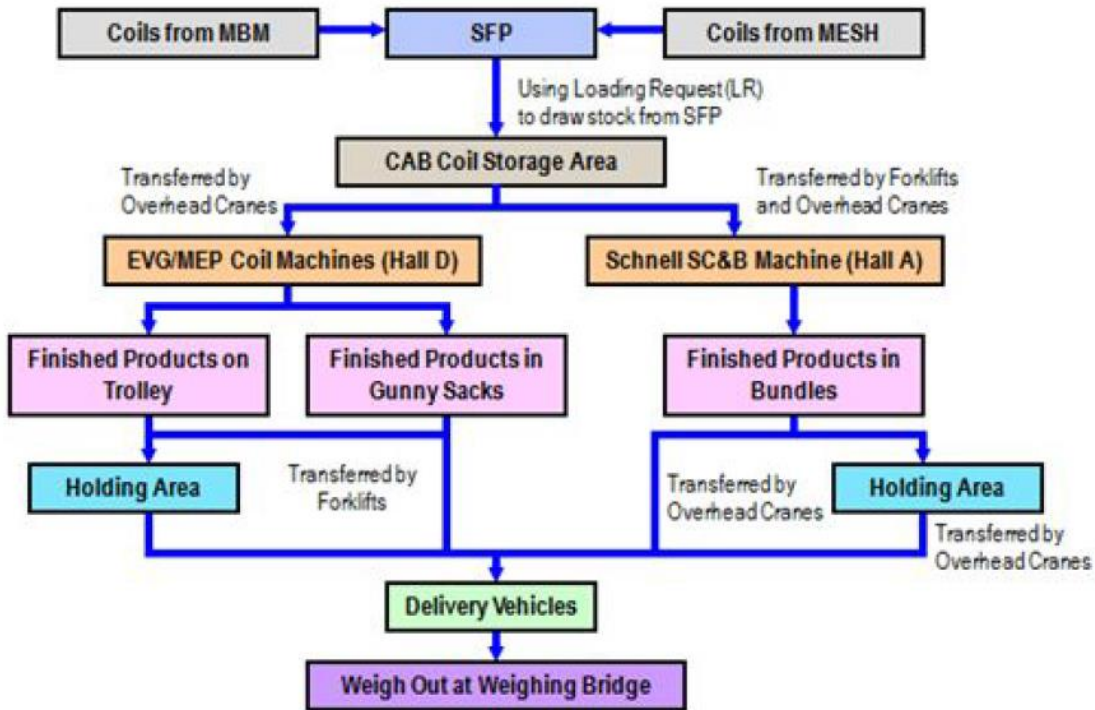 Coils from MBM
SFP
Coils from MESH
Using Loading Request (LR)
to draw stock from SFP
CAB Coil Storage Area
Transferred by
Overhead Cranes
Transferred by Forklifts
and Overhead Cranes
EVG/MEP Coil Machines (Hall D)
Schnell SC&B Machine (Hall A)
Finished Products on
Trolley
Finished Products in
Gunny Sacks
Finished Products in
Bundles
Holding Area
Transferred by
Forklifts
Transferred by
Overhead Cranes
Holding Area
Transferred by
Overhead Cranes
Delivery Vehicles
Weigh Out at Weighing Bridge